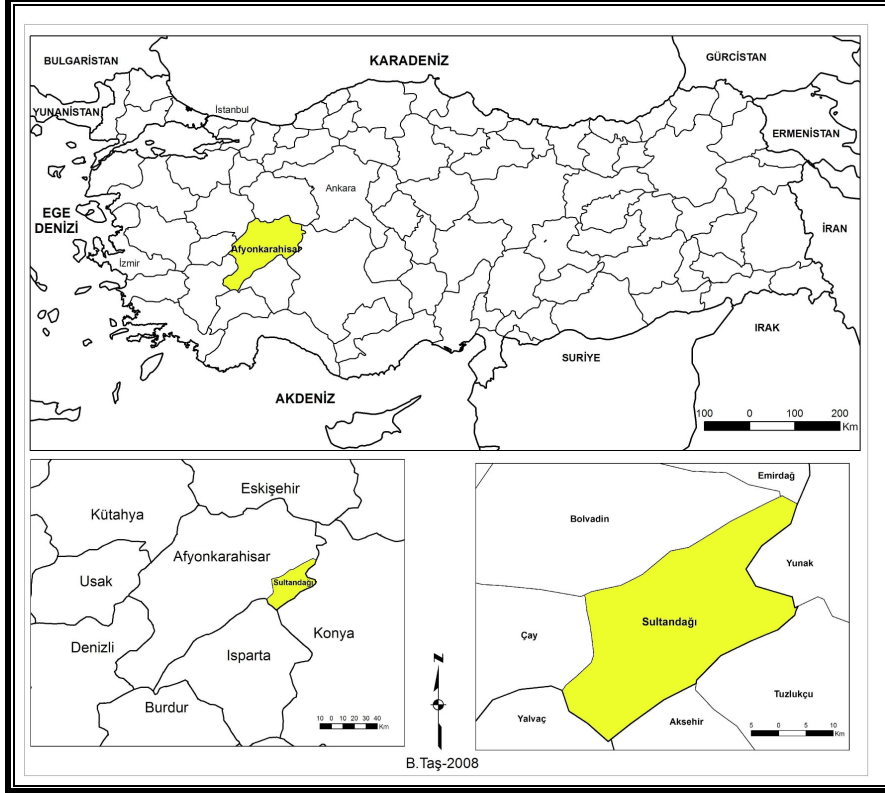 BULGARİSTAN
KARADENİZ
GÜRCİSTAN
YUNANİSTAN
İstanbul
ERMENİSTAN
Ankara
EGE
DENİZİ
Afyonkarahisar
İRAN
İzmir
IRAK
SURİYE
AKDENİZ
100 0 100 200
Km
Eskişehir
Kütahya
Afyonkarahisar
Usak
Sultandağı
Konya
Denizli
Isparta
Burdur
10 0 10 20 30 40
Km
Emirdağ
Bolvadin
Yunak
Sultandağı
Çay
Tuzlukçu
Yalvaç
Akşehir
5 0 5 10
Km
N
B.Taş-2008